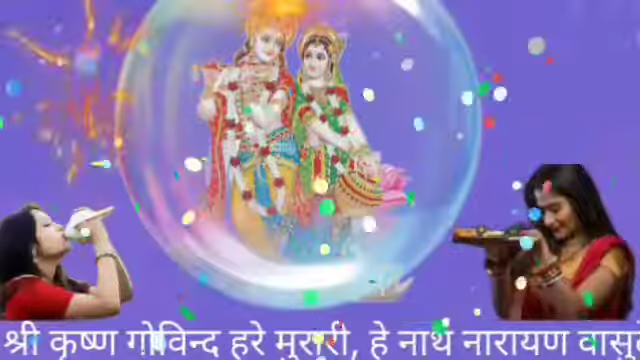 श्री कृष्ण गोविन्द हरे मुरारी, हे नाथ नारायण